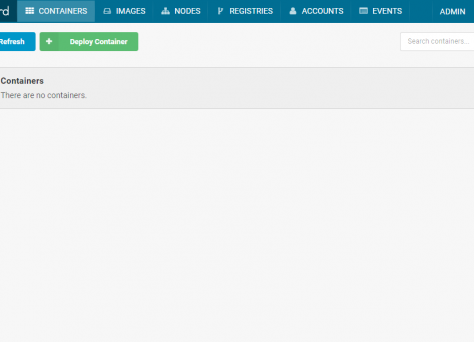 rd CONTAINERS IMAGES NODES REGISTRIES ACCOUNTS EVENTS ADMIN
Refresh Deploy Container Search containers...
Containers
There are no containers.